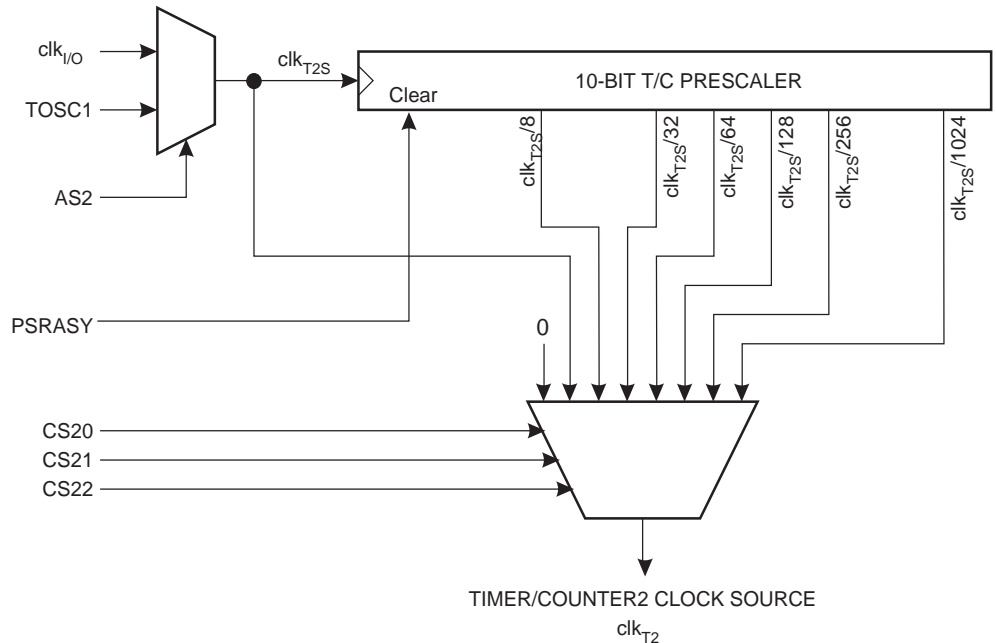 clkI/O
TOSC1
AS2
PSRASY
clkT2S
10-BIT T/C PRESCALER
Clear
clkT2S/8
clkT2S/32
clkT2S/64
clkT2S/128
clkT2S/256
clkT2S/1024
0
CS20
CS21
CS22
TIMER/COUNTER2 CLOCK SOURCE
clkT2